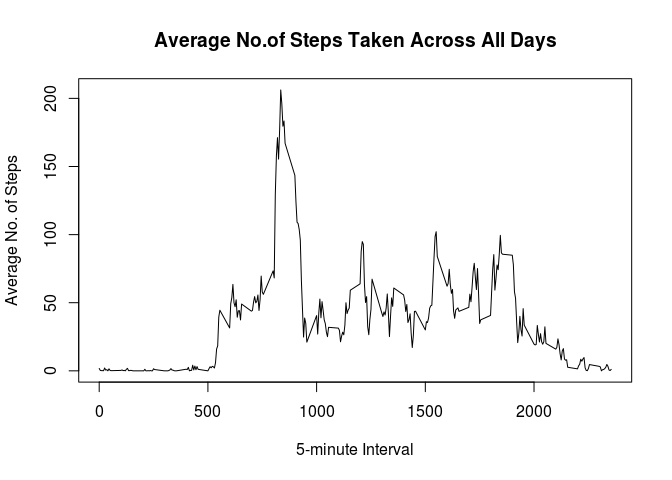 Average No.of Steps Taken Across All Days
Average No. of Steps
200
150
100
50
0
0 500 1000 1500 2000
5-minute Interval